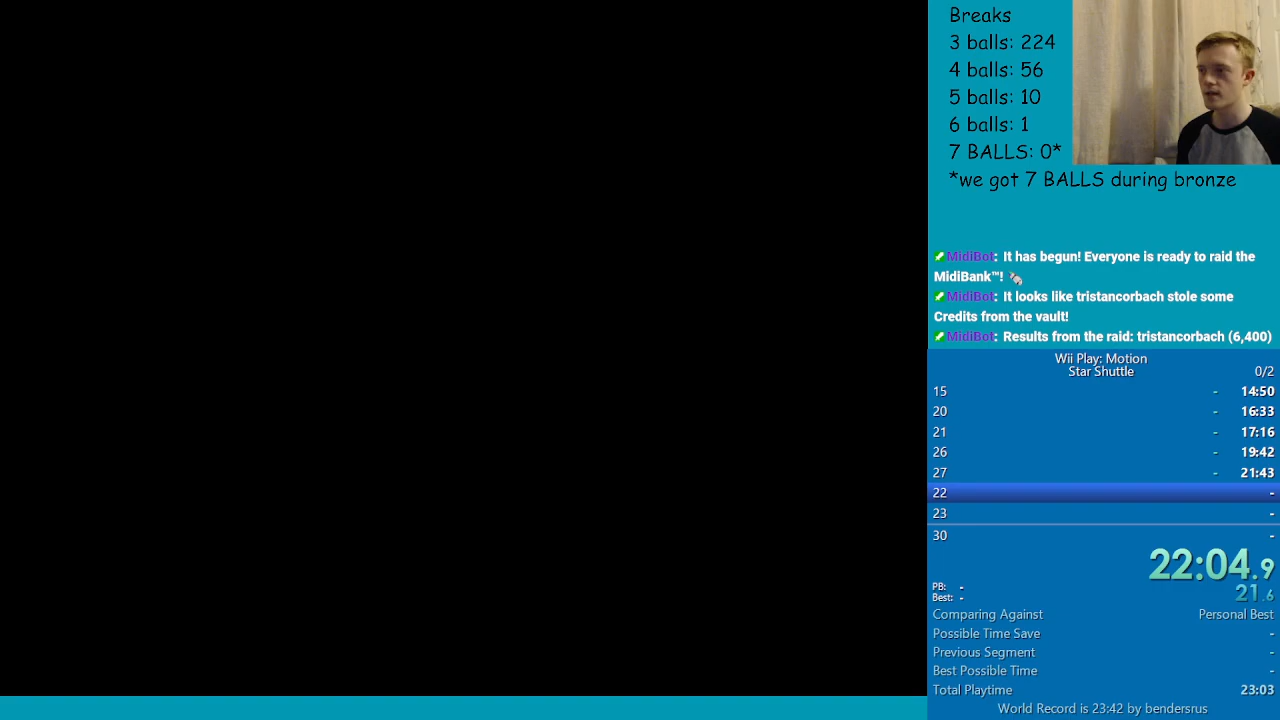 Breaks
3 balls: 224
4 balls: 56
5 balls: 10
6 balls: 1
7 BALLS: 0*
*we got 7 BALLS during bronze
MidiBot: It has begun! Everyone is ready to raid the
MidiBank™!
MidiBot: It looks like tristancorbach stole some
Credits from the vault!
MidiBot: Results from the raid: tristancorbach (6,400)
Wii Play: Motion
Star Shuttle 0/2
15 - 14:50
20 - 16:33
21 - 17:16
26 - 19:42
27 - 21:43
22 -
23 -
30 -
22:04.9
PB: -
21.6
Best: -
Comparing Against Personal Best
Possible Time Save -
Previous Segment -
Best Possible Time -
Total Playtime 23:03
World Record is 23:42 by bendersrus